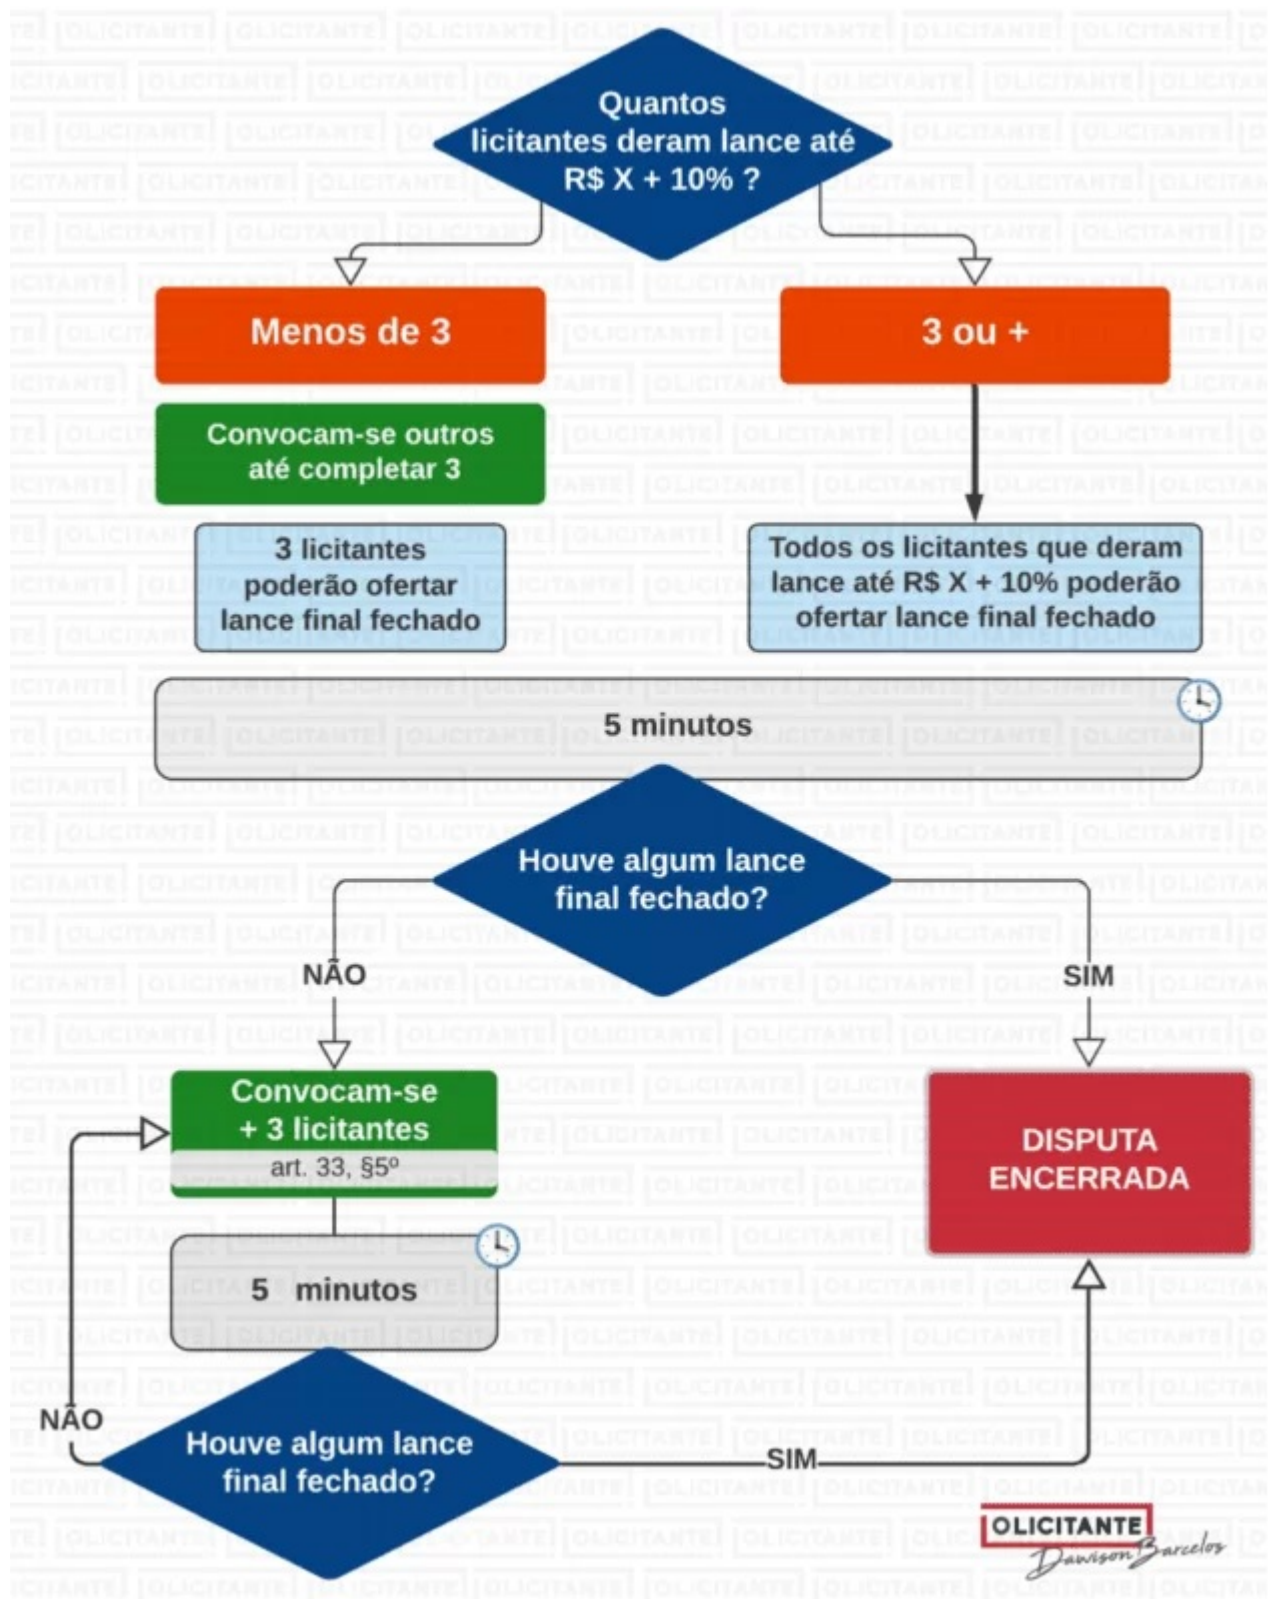 Quantos
licitantes deram lance até
R$ X + 10% ?
Menos de 3
3 ou +
Convocam-se outros
até completar 3
3 licitantes
poderão ofertar
lance final fechado
Todos os licitantes que deram
lance até R$ X + 10% poderão
ofertar lance final fechado
5 minutos
Houve algum lance
final fechado?
NÃO
SIM
Convocam-se
+ 3 licitantes
art. 33, §5º
DISPUTA
ENCERRADA
5 minutos
NÃO
Houve algum lance
final fechado?
SIM
OLICITANTE
Dawison Barcelos